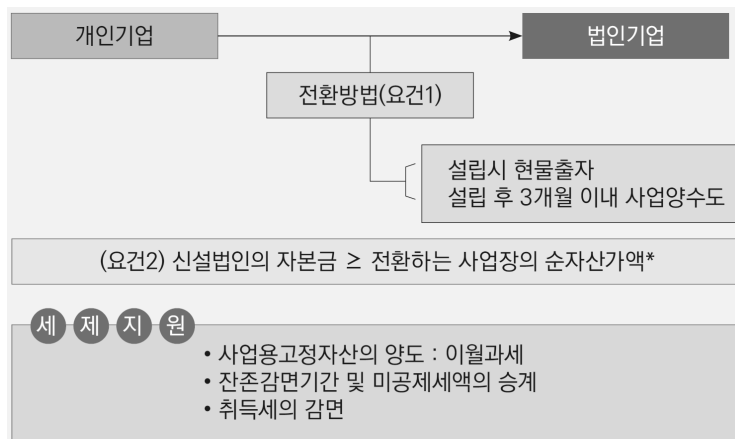 개인기업
법인기업
전환방법(요건1)
설립시 현물출자
설립 후 3개월 이내 사업양수도
(요건2) 신설법인의 자본금 ≥ 전환하는 사업장의 순자산가액*
세 제 지 원
• 사업용고정자산의 양도 : 이월과세
• 잔존감면기간 및 미공제세액의 승계
• 취득세의 감면